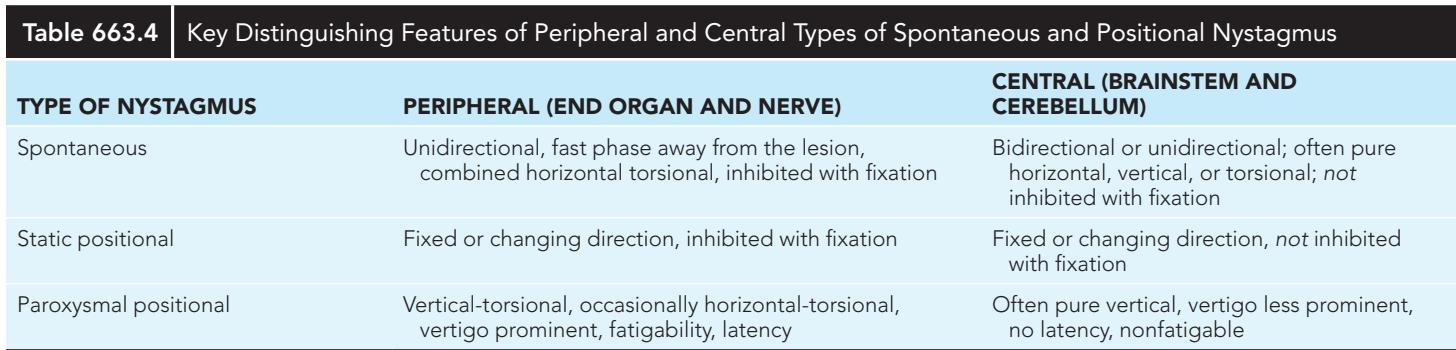 Table 663.4 Key Distinguishing Features of Peripheral and Central Types of Spontaneous and Positional Nystagmus
TYPE OF NYSTAGMUS
PERIPHERAL (END ORGAN AND NERVE)
CENTRAL (BRAINSTEM AND
CEREBELLUM)
Spontaneous
Unidirectional, fast phase away from the lesion,
combined horizontal torsional, inhibited with fixation
Bidirectional or unidirectional; often pure
horizontal, vertical, or torsional; not
inhibited with fixation
Static positional
Fixed or changing direction, inhibited with fixation
Fixed or changing direction, not inhibited
with fixation
Paroxysmal positional
Vertical-torsional, occasionally horizontal-torsional,
vertigo prominent, fatigability, latency
Often pure vertical, vertigo less prominent,
no latency, nonfatigable